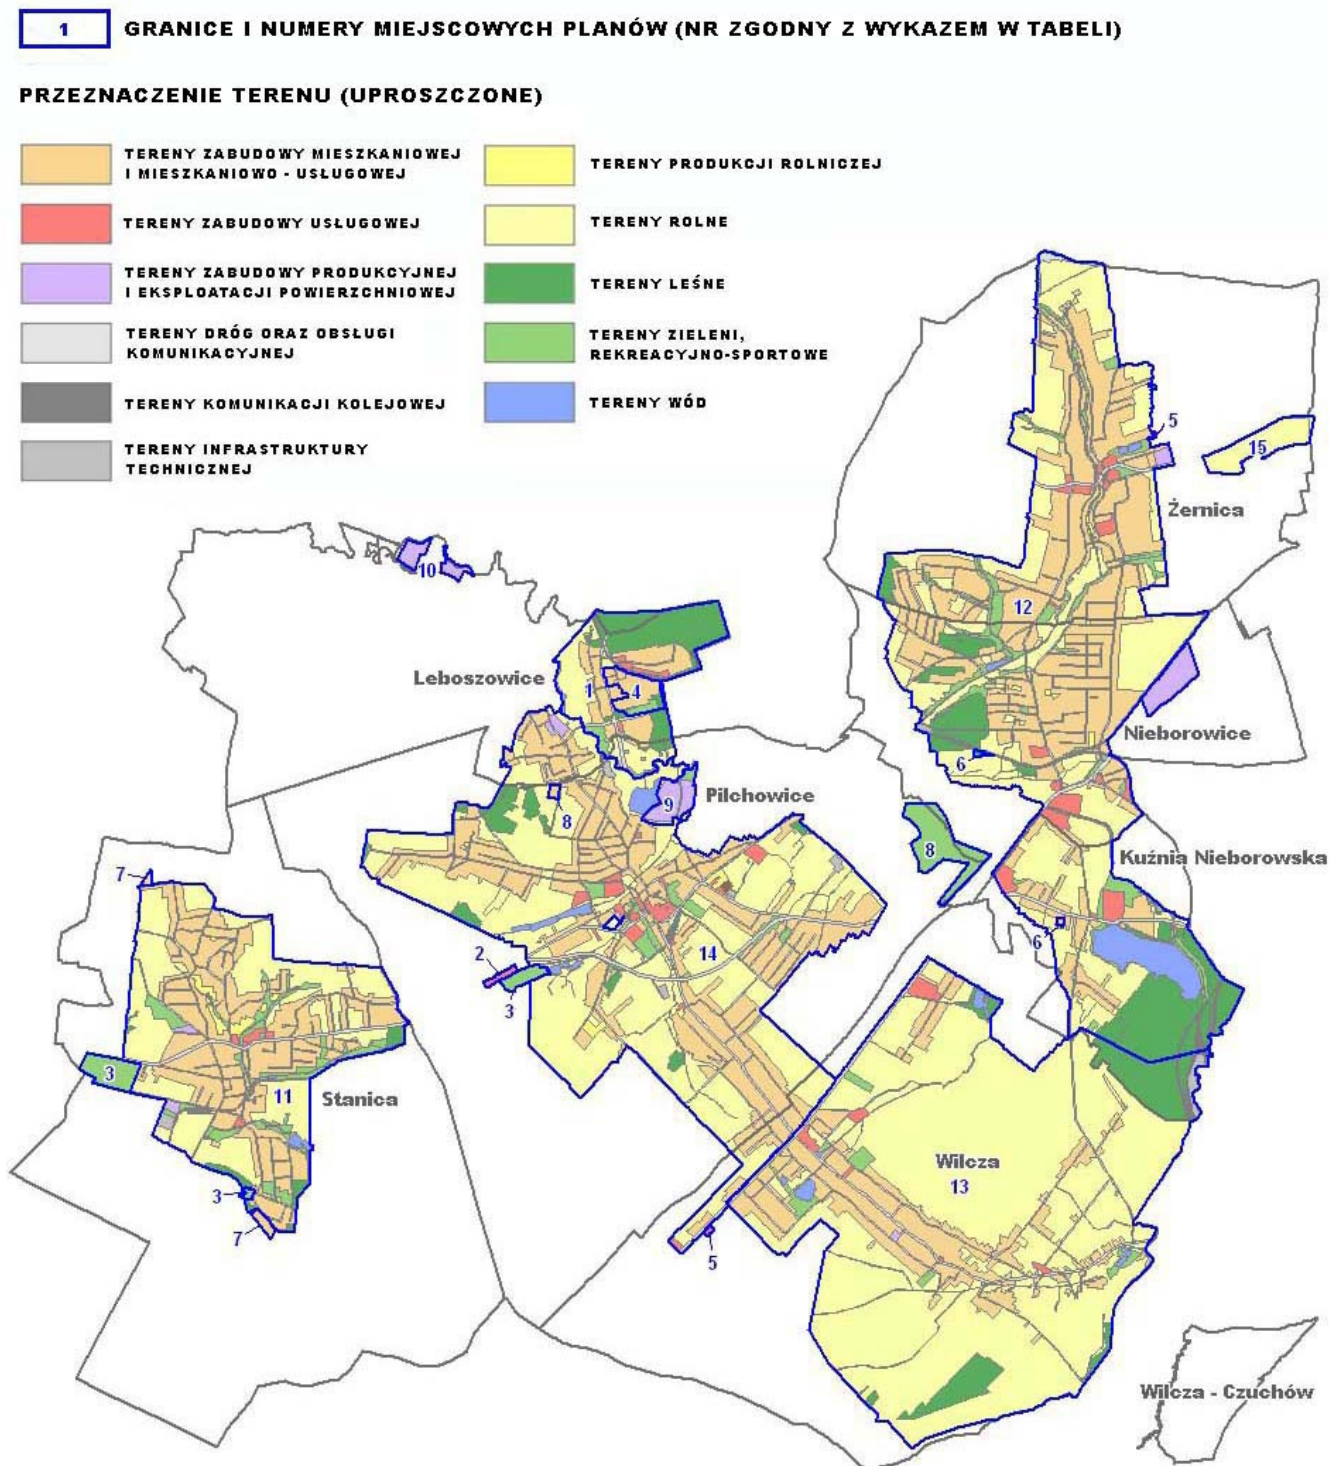 1 GRANICE I NUMERY MIEJSCOWYCH PLANÓW (NR ZGODNY Z WYKAZEM W TABELI)
PRZEZNACZENIE TERENU (UPROSZCZONE)
TERENY ZABUDOWY MIESZKANIOWEJ
I MIESZKANIOWO - USŁUGOWEJ
TERENY ZABUDOWY USŁUGOWEJ
TERENY ZABUDOWY PRODUKCYJNEJ
I EKSPLOATACJI POWIERZCHNIOWEJ
TERENY DRÓG ORAZ OBSŁUGI
KOMUNIKACYJNEJ
TERENY KOMUNIKACJI KOLEJOWEJ
TERENY INFRASTRUKTURY
TECHNICZNEJ
TERENY PRODUKCJI ROLNICZEJ
TERENY ROLNE
TERENY LEŚNE
TERENY ZIELENI,
REKREACYJNO-SPORTOWE
TERENY WÓD
5
15
Żernica
10
12
Leboszowice
1
4
Nieborowice
6
Pilchowice
9
8
8
Kuźnia Nieborowska
7
6
2
14
3
3
11
Stanica
Wilcza
13
3
7
5
Wilcza - Czuchów